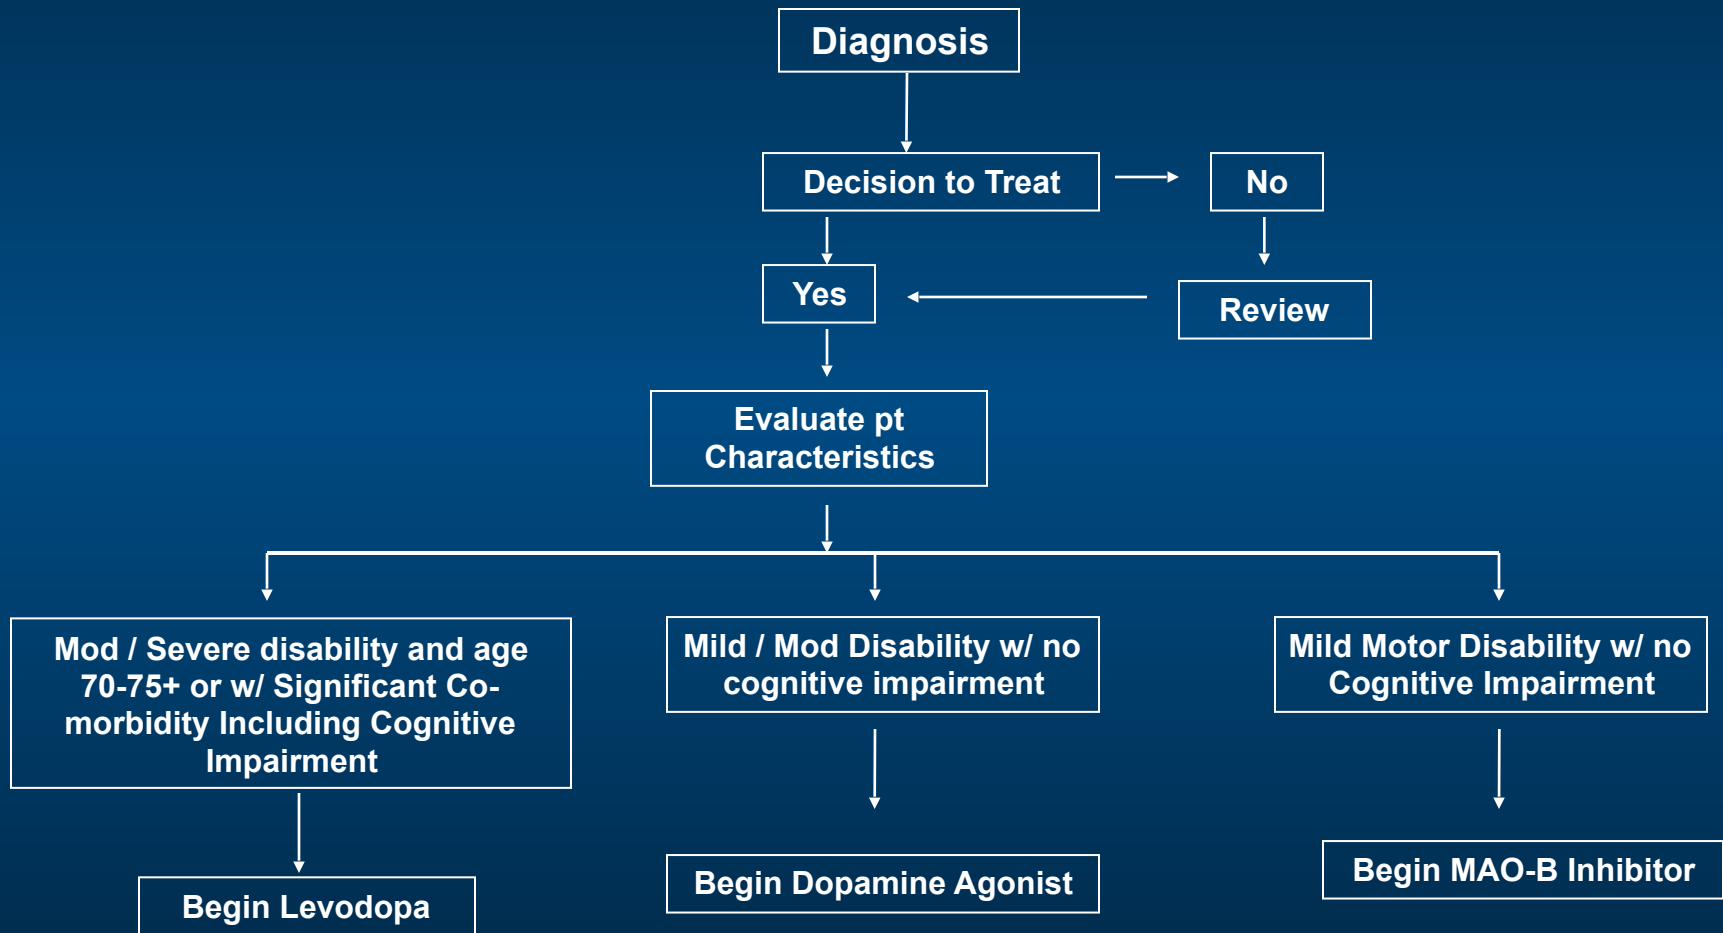 Diagnosis
Decision to Treat
No
Yes
Review
Evaluate pt
Characteristics
Mod / Severe disability and age
70-75+ or w/ Significant Co-
morbidity Including Cognitive
Impairment
Mild / Mod Disability w/ no
cognitive impairment
Mild Motor Disability w/ no
Cognitive Impairment
Begin Levodopa
Begin Dopamine Agonist
Begin MAO-B Inhibitor